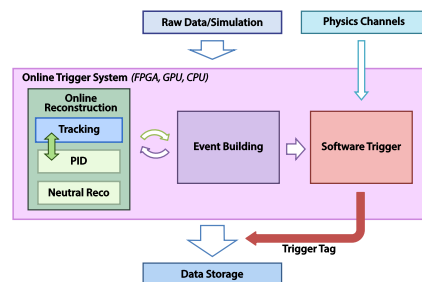 Raw Data/Simulation
Physics Channels
Online Trigger System (FPGA, GPU, CPU)
Online
Reconstruction
Tracking
PID
Neutral Reco
Event Building
Software Trigger
Trigger Tag
Data Storage